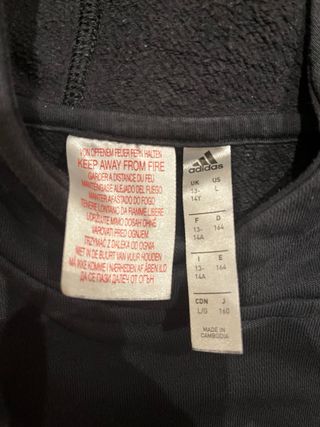 VON OFFENEM FEUER FERN HALTEN
KEEP AWAY FROM FIRE
GARDER A DISTANCE DU FEU
MANTENGASE ALEJADO DEL FUEGO
MANTER AFASTADO DO FOGO
TENERE LONTANO DA FIAMME LIBERE
UDRŽUJTE MIMO DOSAH OHNĚ
VAROVATI PRED OGNJEM
TRZYMAĆ Z DALEKA OD OGNIA
NIET IN DE BUURT VAN VUUR HOUDEN
MÅ IKKE KOMME I NÆRHEDEN AF ÅBEN ILD
ДА СЕ ПАЗИ ДАЛЕЧ ОТ ОГЪН
adidas
UK US
13- L
14Y
F D
13- 164
14A
I E
13- 164
14A
CDN J
L/G 160
MADE IN
CAMBODIA